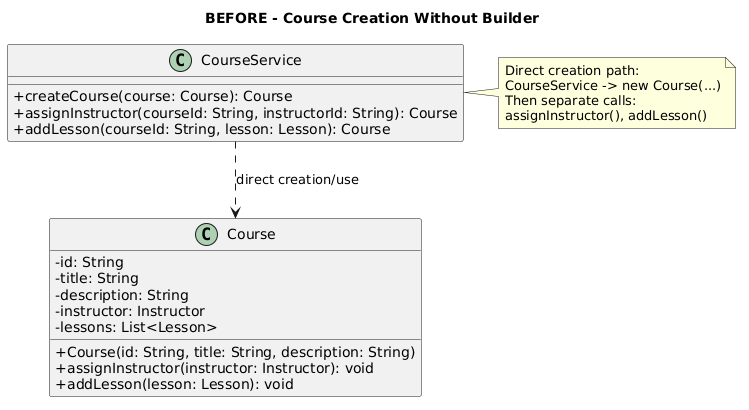 BEFORE - Course Creation Without Builder
C CourseService
+createCourse(course: Course): Course
+assignInstructor(courseId: String, instructorId: String): Course
+addLesson(courseId: String, lesson: Lesson): Course
Direct creation path:
CourseService -> new Course(...)
Then separate calls:
assignInstructor(), addLesson()
direct creation/use
C Course
-id: String
-title: String
-description: String
-instructor: Instructor
-lessons: List<Lesson>
+Course(id: String, title: String, description: String)
+assignInstructor(instructor: Instructor): void
+addLesson(lesson: Lesson): void